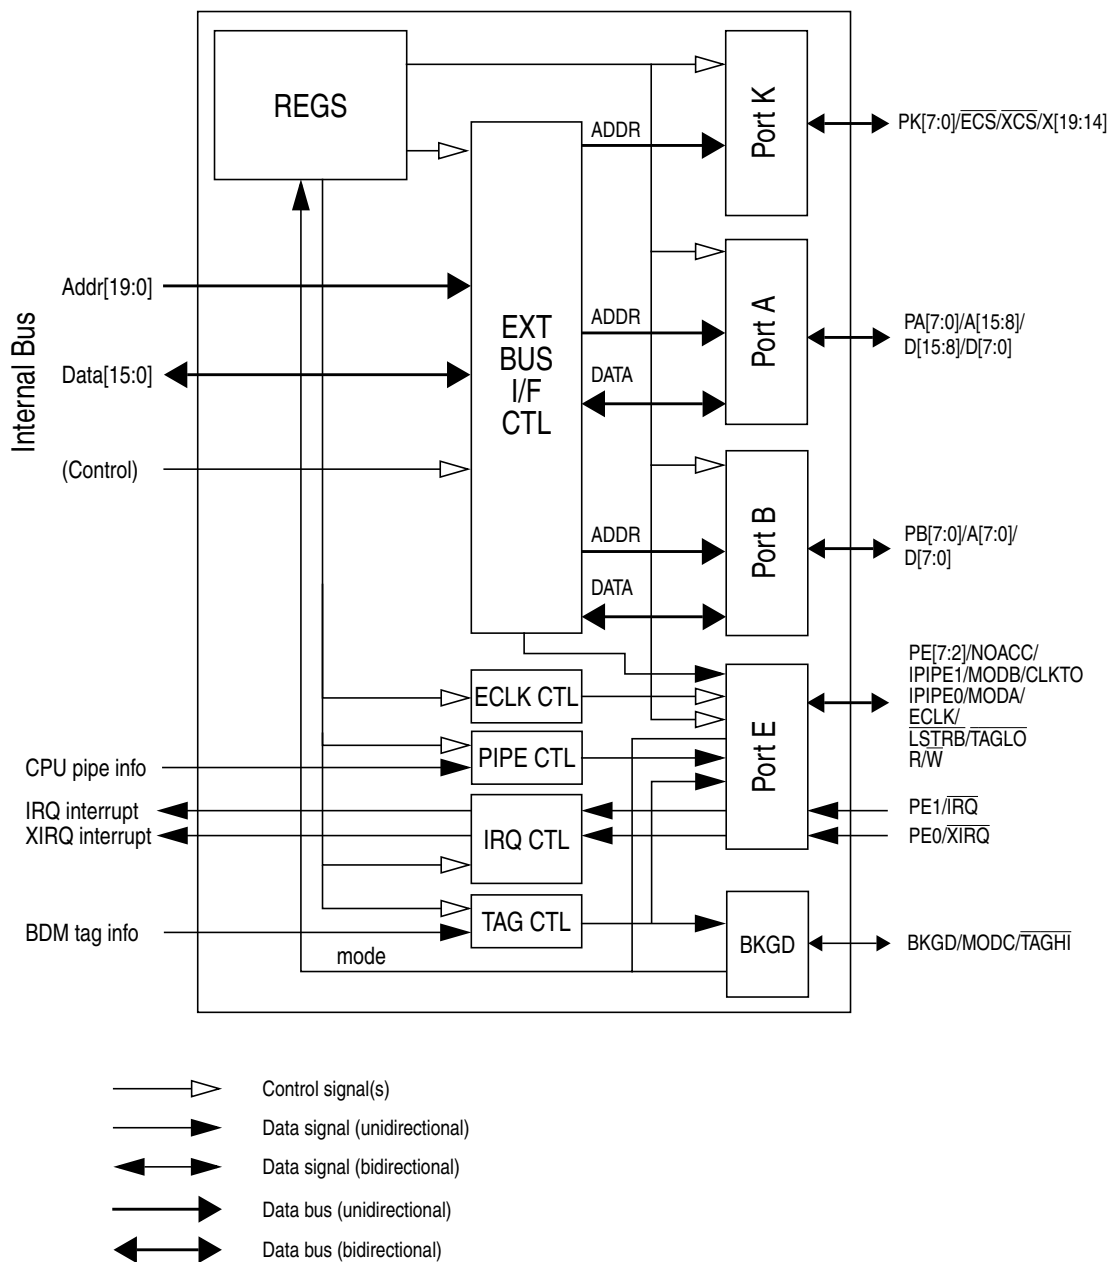 REGS
Port K
ADDR
PK[7:0]/ECS/XCS/X[19:14]
Internal Bus
Addr[19:0]
Data[15:0]
(Control)
EXT
BUS
I/F
CTL
ADDR
DATA
Port A
PA[7:0]/A[15:8]/
D[15:8]/D[7:0]
ADDR
DATA
Port B
PB[7:0]/A[7:0]/
D[7:0]
ECLK CTL
PIPE CTL
IRQ CTL
TAG CTL
Port E
PE[7:2]/NOACC/
IPIPE1/MODB/CLKTO
IPIPE0/MODA/
ECLK/
LSTRB/TAGLO
R/W
CPU pipe info
IRQ interrupt
XIRQ interrupt
PE1/IRQ
PE0/XIRQ
BDM tag info
mode
BKGD
BKGD/MODC/TAGHI
Control signal(s)
Data signal (unidirectional)
Data signal (bidirectional)
Data bus (unidirectional)
Data bus (bidirectional)